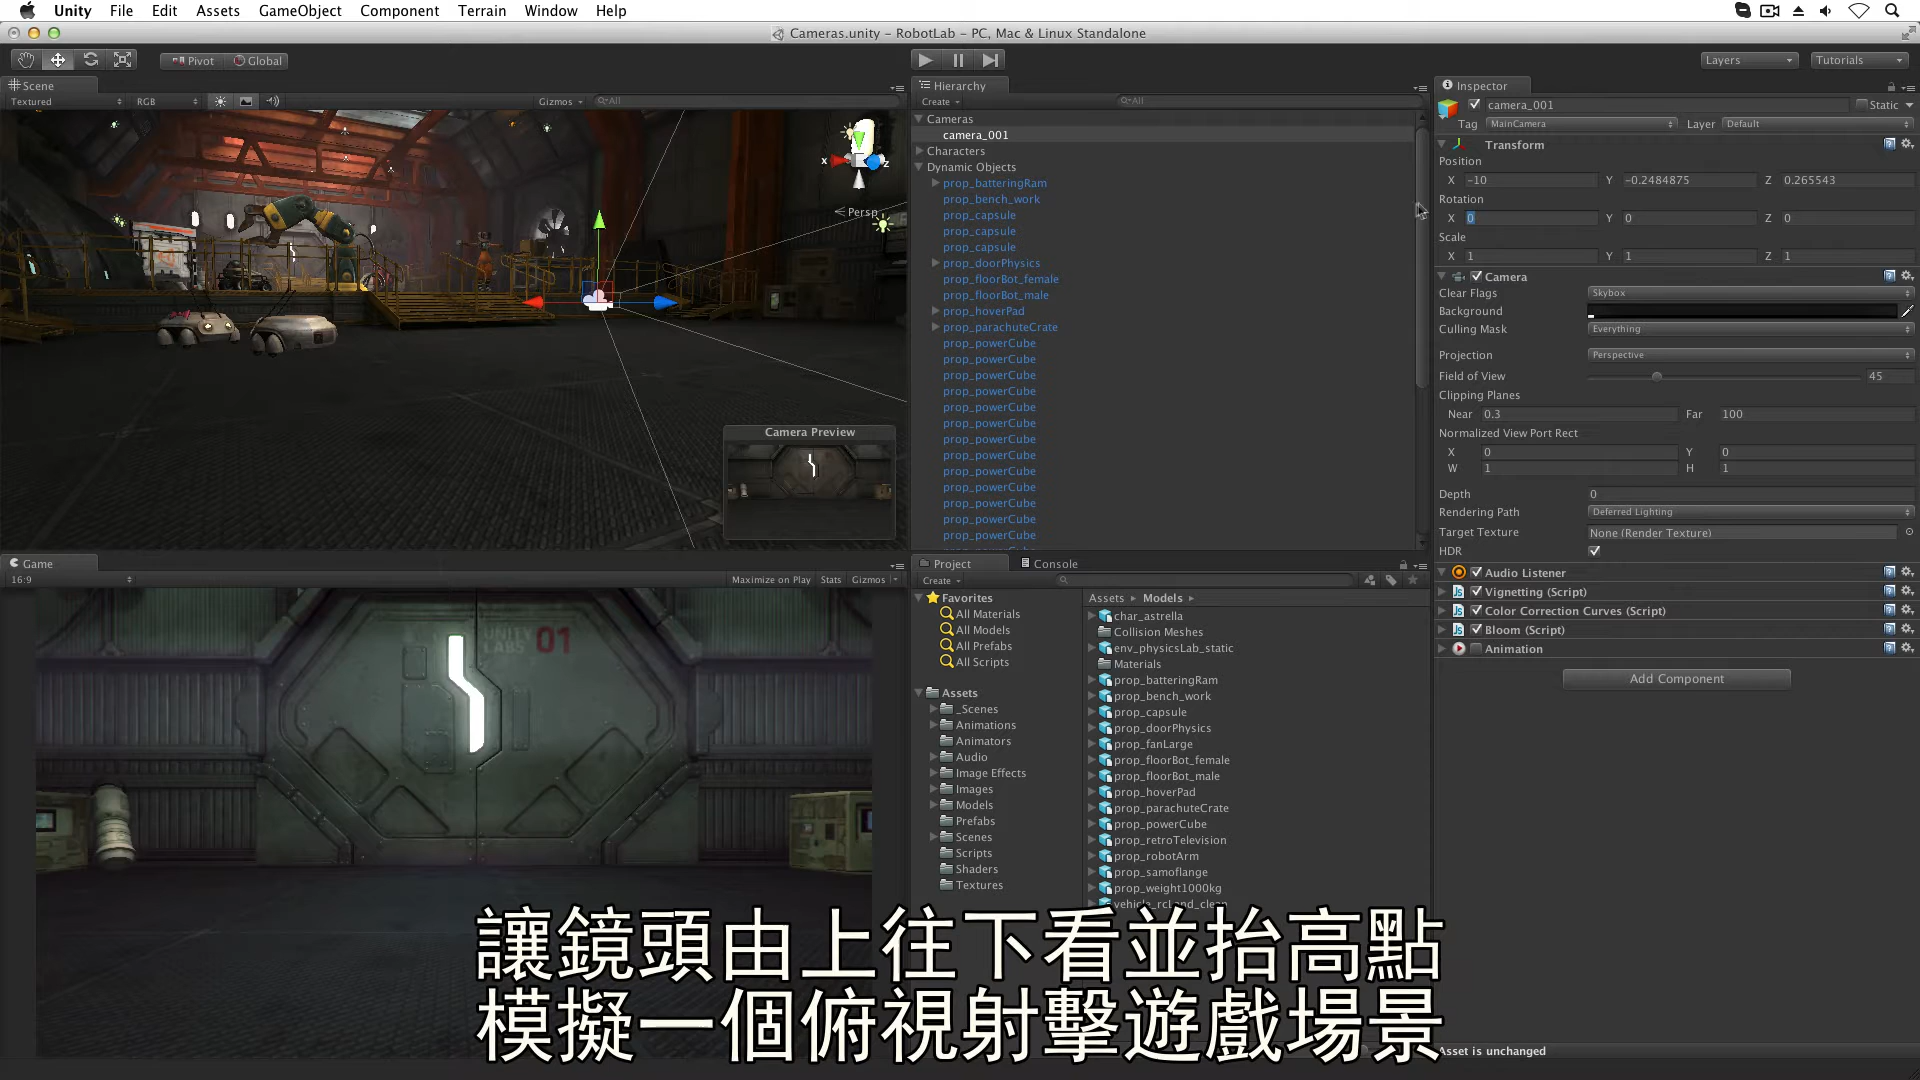 Unity File Edit Assets GameObject Component Terrain Window Help
Cameras.unity – RobotLab – PC, Mac & Linux Standalone
Pivot Global
Layers
Tutorials
Scene
Textured RGB Gizmos All
x z
Persp
Camera Preview
Hierarchy
Create All
Cameras
camera_001
Characters
Dynamic Objects
prop_batteringRam
prop_bench_work
prop_capsule
prop_capsule
prop_capsule
prop_doorPhysics
prop_floorBot_female
prop_floorBot_male
prop_hoverPad
prop_parachuteCrate
prop_powerCube
prop_powerCube
prop_powerCube
prop_powerCube
prop_powerCube
prop_powerCube
prop_powerCube
prop_powerCube
prop_powerCube
prop_powerCube
prop_powerCube
prop_powerCube
prop_powerCube
Inspector
camera_001 Static
Tag MainCamera Layer Default
Transform
Position
X -10 Y -0.2484875 Z 0.265543
Rotation
X 0 Y 0 Z 0
Scale
X 1 Y 1 Z 1
Camera
Clear Flags Skybox
Background
Culling Mask Everything
Projection Perspective
Field of View 45
Clipping Planes
Near 0.3 Far 100
Normalized View Port Rect
X 0 Y 0
W 1 H 1
Depth 0
Rendering Path Deferred Lighting
Target Texture None (Render Texture)
HDR
Audio Listener
Vignetting (Script)
Color Correction Curves (Script)
Bloom (Script)
Animation
Add Component
Game
16:9 Maximize on Play Stats Gizmos
UNITY
LABS 01
Project Console
Create
Favorites
All Materials
All Models
All Prefabs
All Scripts
Assets
_Scenes
Animations
Animators
Audio
Image Effects
Images
Models
Prefabs
Scenes
Scripts
Shaders
Textures
Assets Models
char_astrella
Collision Meshes
env_physicsLab_static
Materials
prop_batteringRam
prop_bench_work
prop_capsule
prop_doorPhysics
prop_fanLarge
prop_floorBot_female
prop_floorBot_male
prop_hoverPad
prop_parachuteCrate
prop_powerCube
prop_retroTelevision
prop_robotArm
prop_samoflange
prop_weight1000kg
vehicle_rcLand_clean
讓鏡頭由上往下看並抬高點
模擬一個俯視射擊遊戲場景
Asset is unchanged